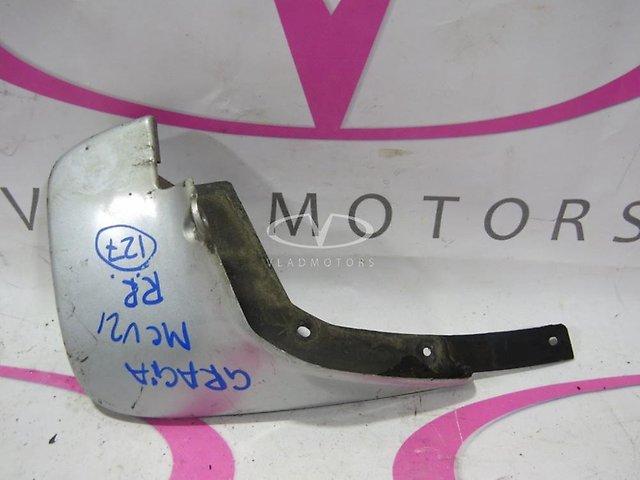 V D MOTORS
VLADMOTORS
GRACIA
MCV21
R.R.
127